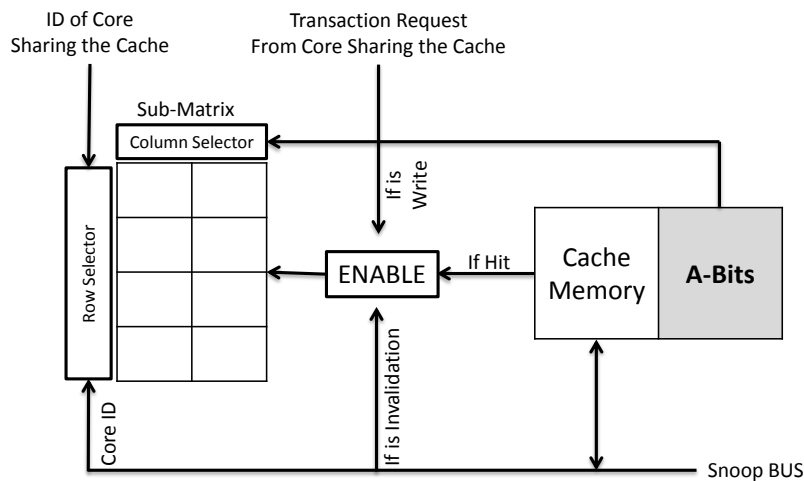 ID of Core
Sharing the Cache
Transaction Request
From Core Sharing the Cache
Sub-Matrix
Column Selector
If is
Write
Row Selector
ENABLE
If Hit
Cache
Memory
A-Bits
Core ID
If is Invalidation
Snoop BUS